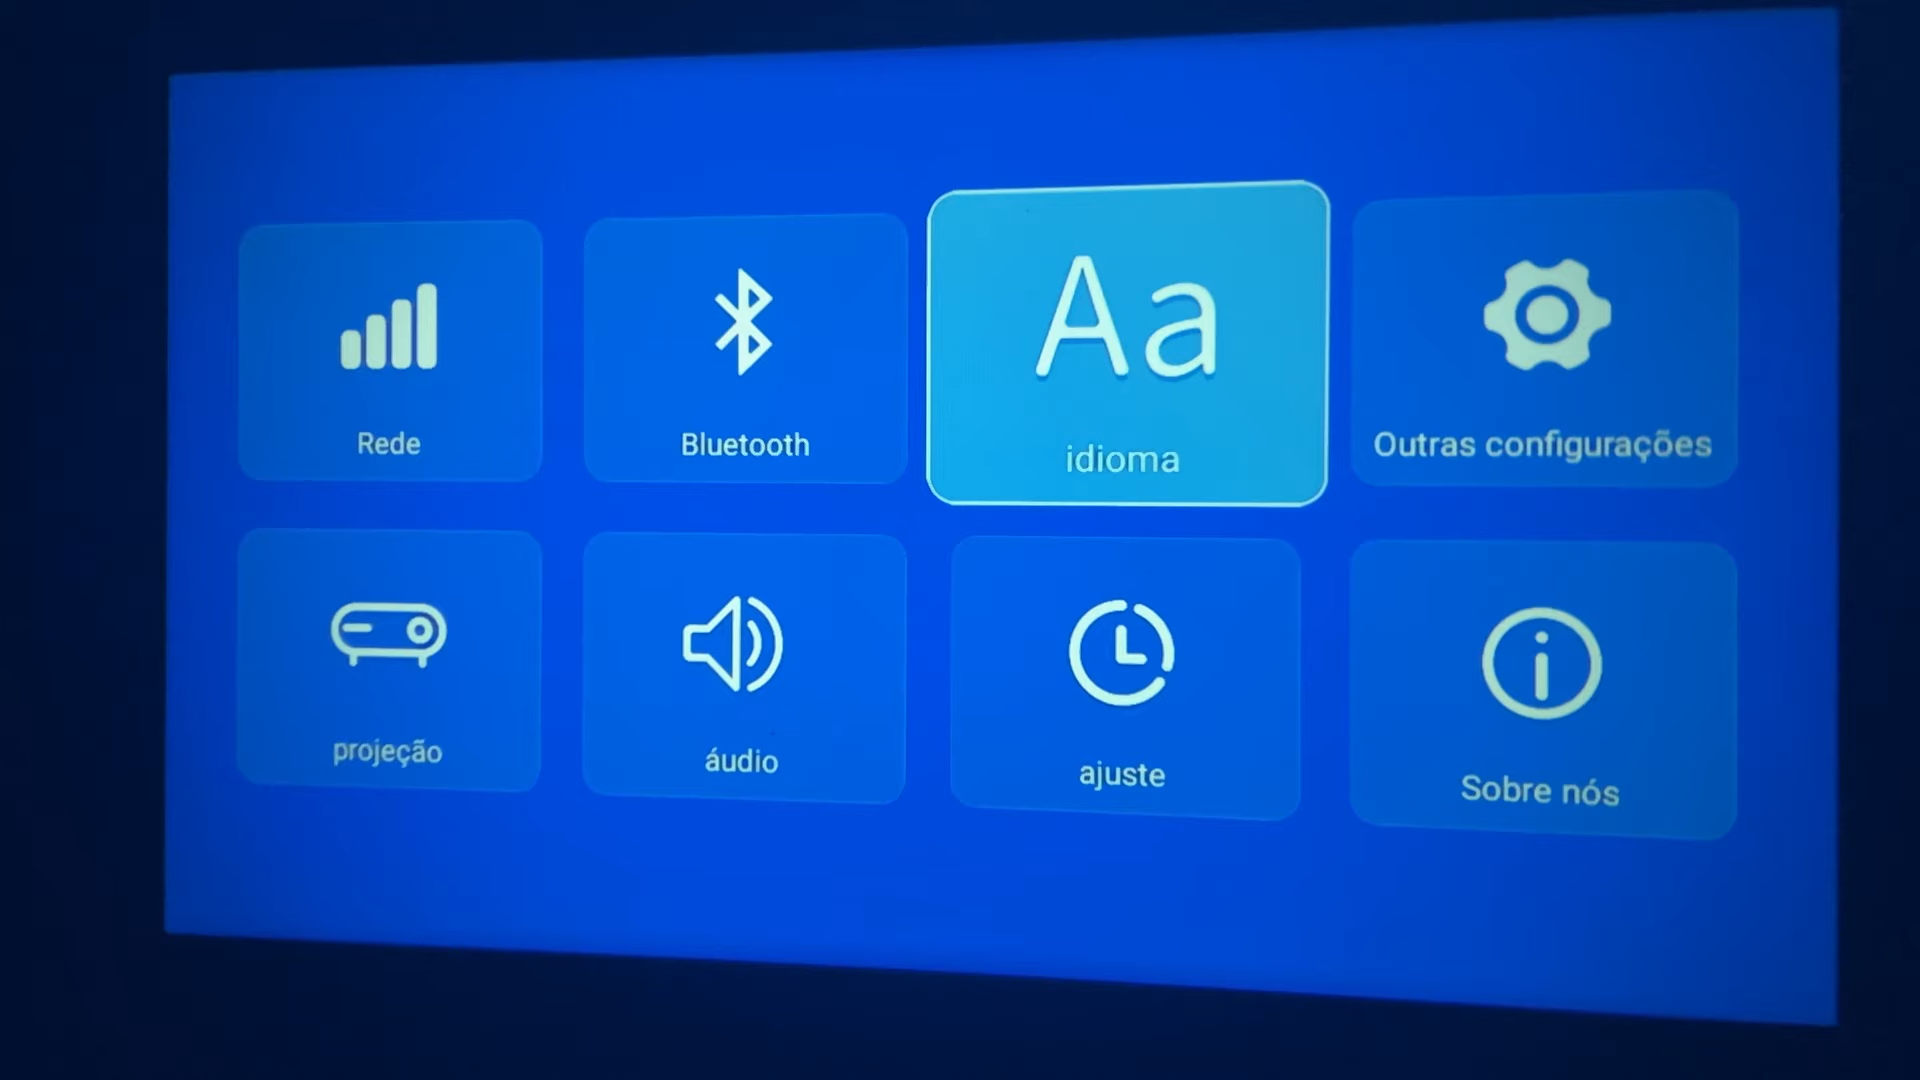 Rede
Bluetooth
Aa
idioma
Outras configurações
projeção
áudio
ajuste
Sobre nós